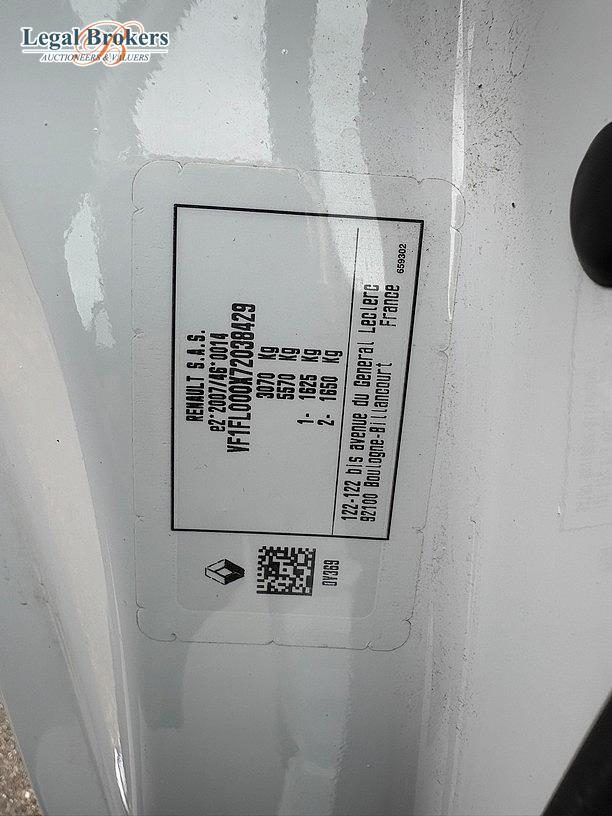 Legal Brokers
AUCTIONEERS & VALUERS
RENAULT S.A.S.
e2*2007/46*0014
VF1FL000X72038429
3070 Kg
5570 Kg
1- 1625 Kg
2- 1650 Kg
122-122 bis avenue du General Leclerc
92100 Boulogne-Billancourt France
659302
DV369